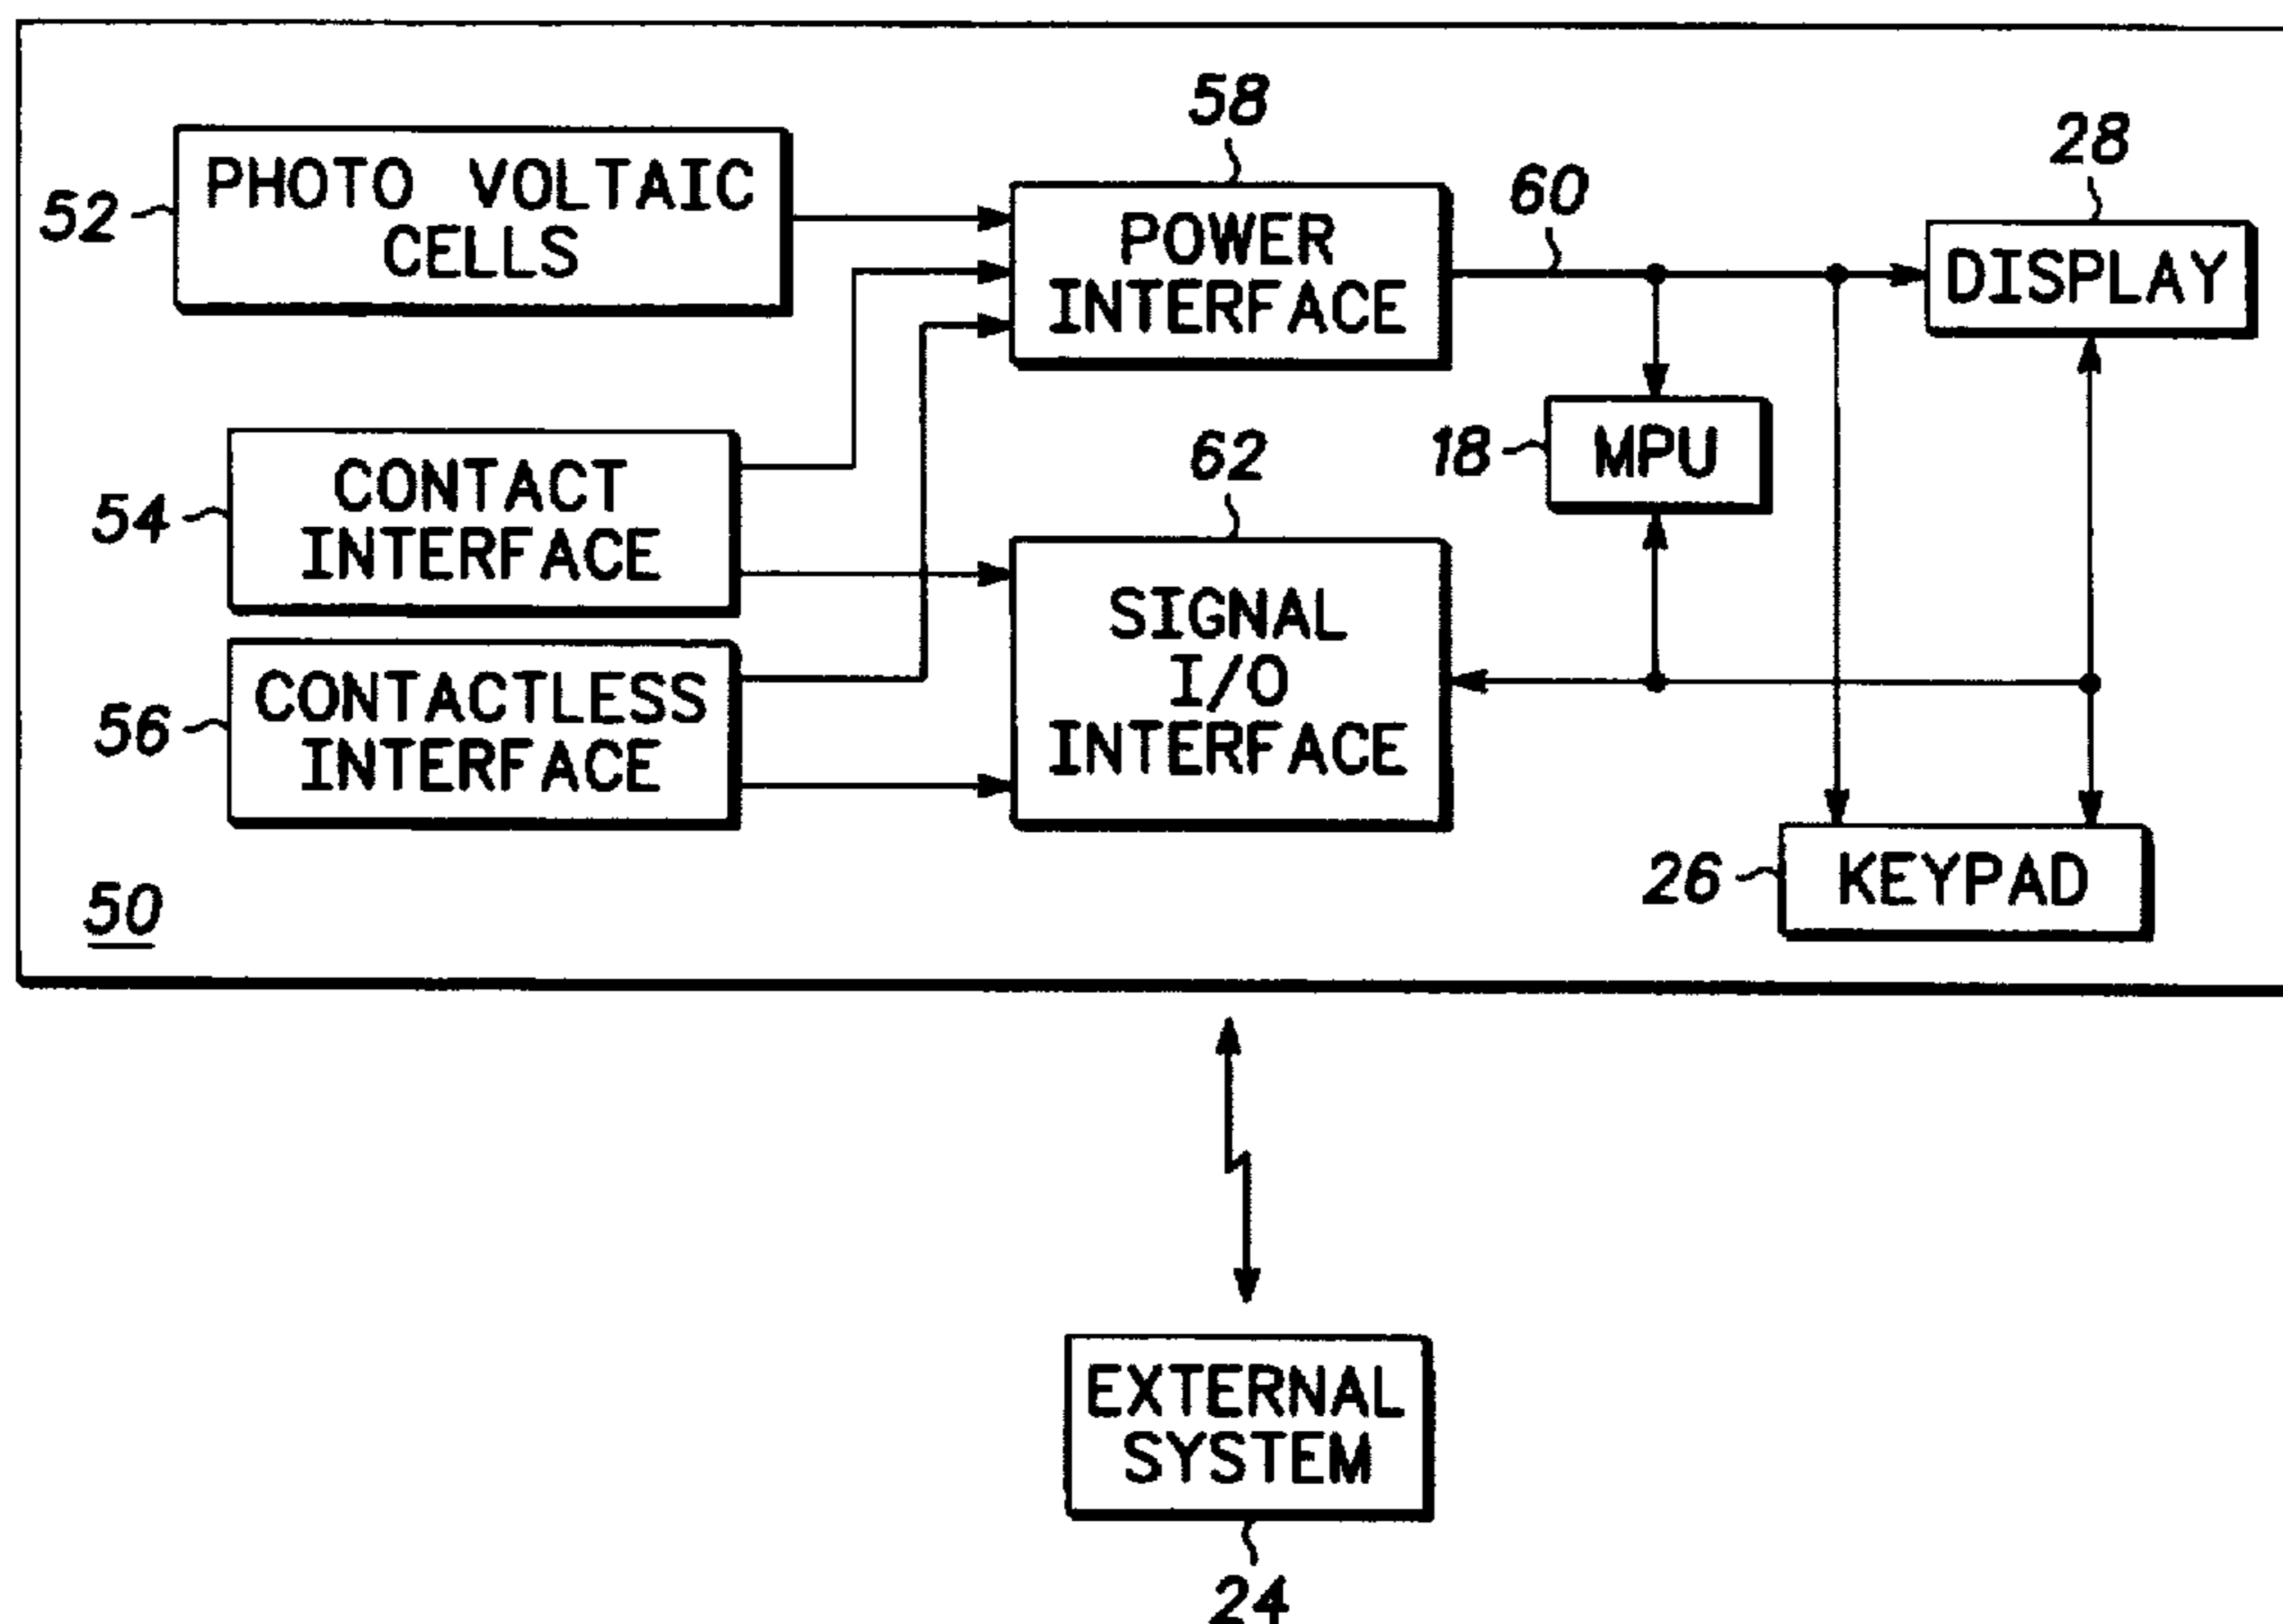 58
28
52
PHOTO VOLTAIC
CELLS
60
POWER
INTERFACE
DISPLAY
18
MPU
62
54
CONTACT
INTERFACE
SIGNAL
I/O
INTERFACE
56
CONTACTLESS
INTERFACE
26
KEYPAD
50
EXTERNAL
SYSTEM
24